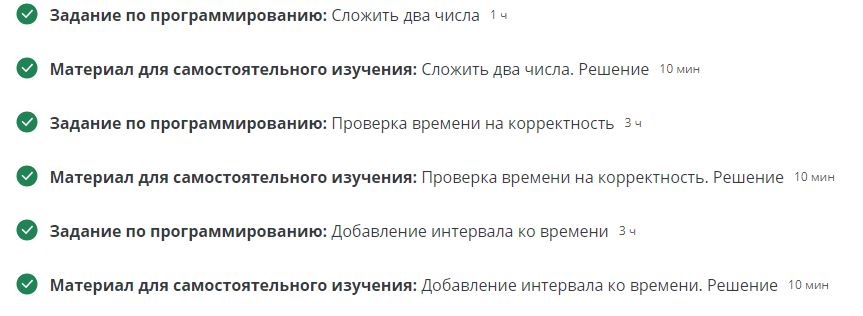 Задание по программированию: Сложить два числа 1 ч
Материал для самостоятельного изучения: Сложить два числа. Решение 10 мин
Задание по программированию: Проверка времени на корректность 3 ч
Материал для самостоятельного изучения: Проверка времени на корректность. Решение 10 мин
Задание по программированию: Добавление интервала ко времени 3 ч
Материал для самостоятельного изучения: Добавление интервала ко времени. Решение 10 мин